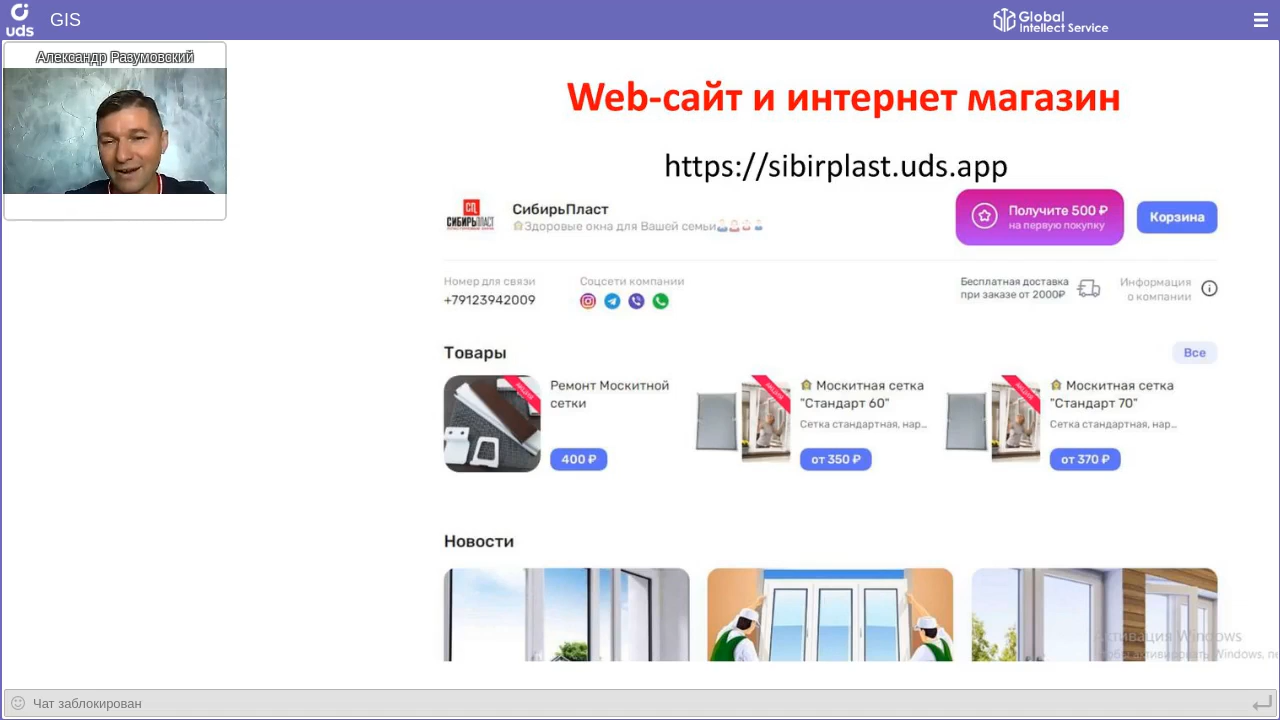 uds
GIS
Global
Intellect Service
Александр Разумовский
Web-сайт и интернет магазин
https://sibirplast.uds.app
СИБИРЬПЛАСТ
СибирьПласт
Здоровые окна для Вашей семьи
Получите 500 ₽
на первую покупку
Корзина
Номер для связи
+79123942009
Соцсети компании
Бесплатная доставка
при заказе от 2000₽
Информация
о компании
Товары
Все
Ремонт Москитной
сетки
400 ₽
Москитная сетка
"Стандарт 60"
Сетка стандартная, нар...
от 350 ₽
Москитная сетка
"Стандарт 70"
Сетка стандартная, нар...
от 370 ₽
Новости
Активация Windows
Чат заблокирован